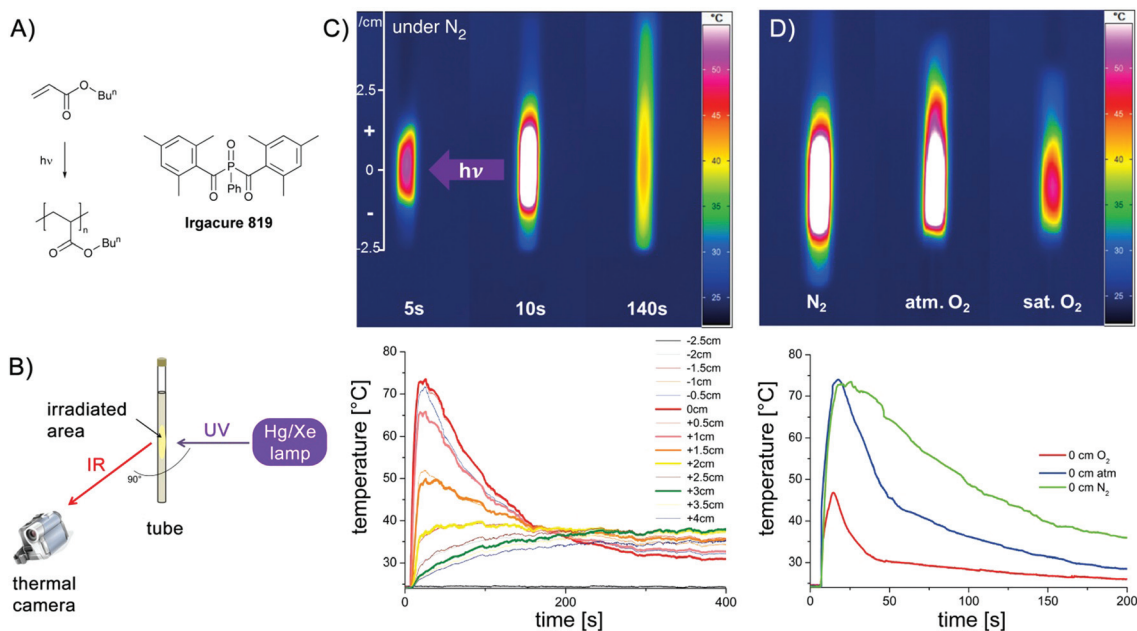 A)
O
Bu
n
O
hν
n
O
O
Bu
n
O
O
P
Ph
O
Irgacure 819
B)
irradiated
area
UV
Hg/Xe
lamp
IR
90°
tube
thermal
camera
C)
/cm
under N2
°C
2.5
+
0
-
-2.5
hν
50
45
40
35
30
25
5s
10s
140s
80
70
60
50
40
30
temperature [°C]
0
200
400
time [s]
-2.5cm
-2cm
-1.5cm
-1cm
-0.5cm
0cm
+0.5cm
+1cm
+1.5cm
+2cm
+2.5cm
+3cm
+3.5cm
+4cm
D)
°C
50
45
40
35
30
25
N2
atm. O2
sat. O2
80
70
60
50
40
30
temperature [°C]
0
50
100
150
200
time [s]
0 cm O2
0 cm atm
0 cm N2